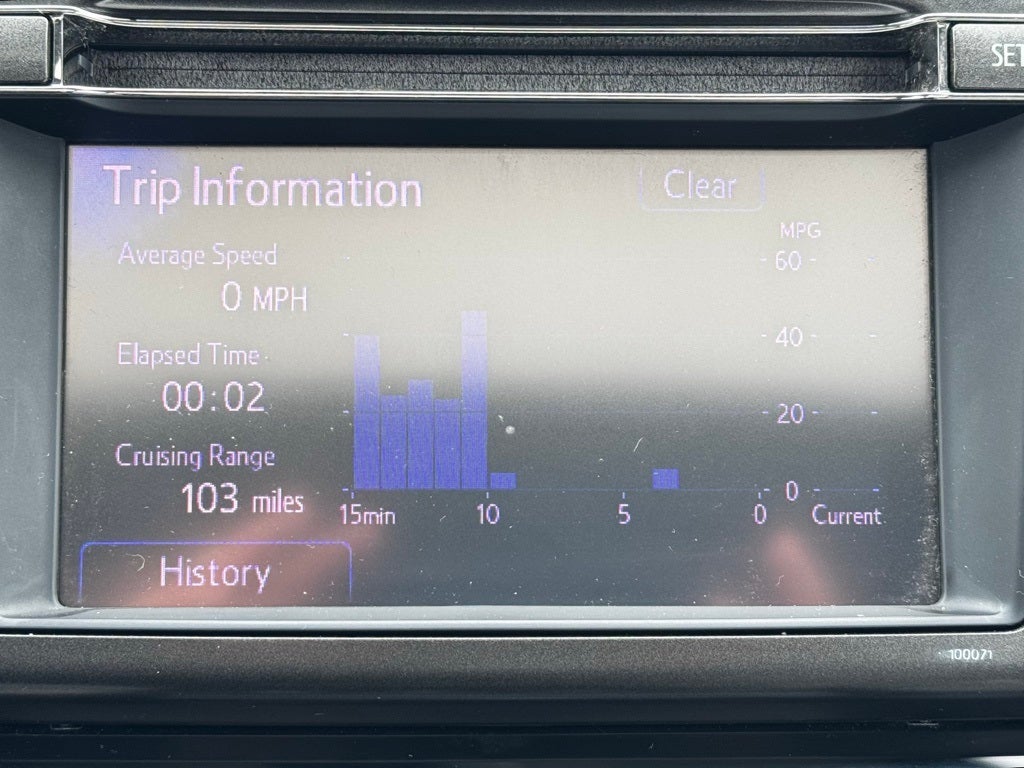 SET
Trip Information
Clear
Average Speed
0 MPH
Elapsed Time
00:02
Cruising Range
103 miles
History
MPG
60
40
20
0
15min 10 5 0 Current
100071